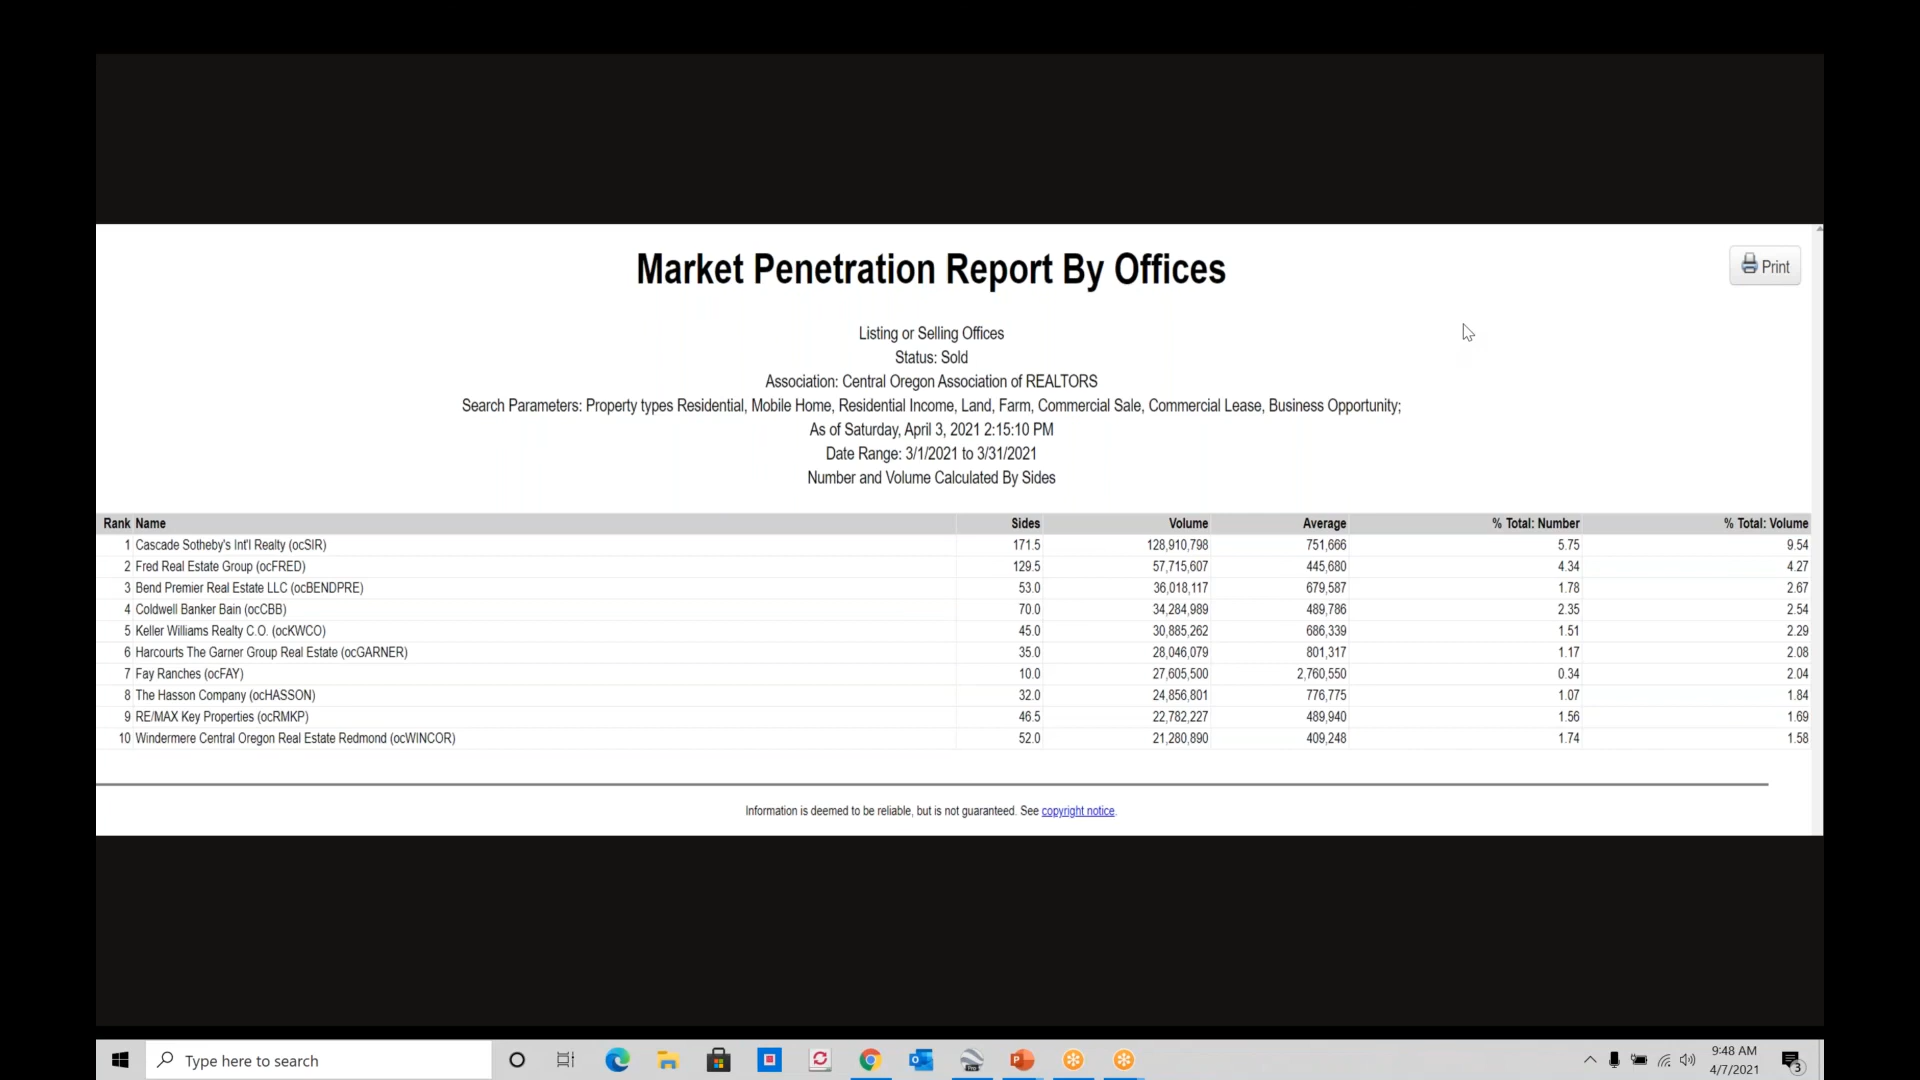 Market Penetration Report By Offices
Print
Listing or Selling Offices
Status: Sold
Association: Central Oregon Association of REALTORS
Search Parameters: Property types Residential, Mobile Home, Residential Income, Land, Farm, Commercial Sale, Commercial Lease, Business Opportunity;
As of Saturday, April 3, 2021 2:15:10 PM
Date Range: 3/1/2021 to 3/31/2021
Number and Volume Calculated By Sides
Rank Name Sides Volume Average % Total: Number % Total: Volume
1 Cascade Sotheby's Int'l Realty (ocSIR) 171.5 128,910,798 751,666 5.75 9.54
2 Fred Real Estate Group (ocFRED) 129.5 57,715,607 445,680 4.34 4.27
3 Bend Premier Real Estate LLC (ocBENDPRE) 53.0 36,018,117 679,587 1.78 2.67
4 Coldwell Banker Bain (ocCBB) 70.0 34,284,989 489,786 2.35 2.54
5 Keller Williams Realty C.O. (ocKWCO) 45.0 30,885,262 686,339 1.51 2.29
6 Harcourts The Garner Group Real Estate (ocGARNER) 35.0 28,046,079 801,317 1.17 2.08
7 Fay Ranches (ocFAY) 10.0 27,605,500 2,760,550 0.34 2.04
8 The Hasson Company (ocHASSON) 32.0 24,856,801 776,775 1.07 1.84
9 RE/MAX Key Properties (ocRMKP) 46.5 22,782,227 489,940 1.56 1.69
10 Windermere Central Oregon Real Estate Redmond (ocWINCOR) 52.0 21,280,890 409,248 1.74 1.58
Information is deemed to be reliable, but is not guaranteed. See copyright notice.
Type here to search
9:48 AM
4/7/2021
3